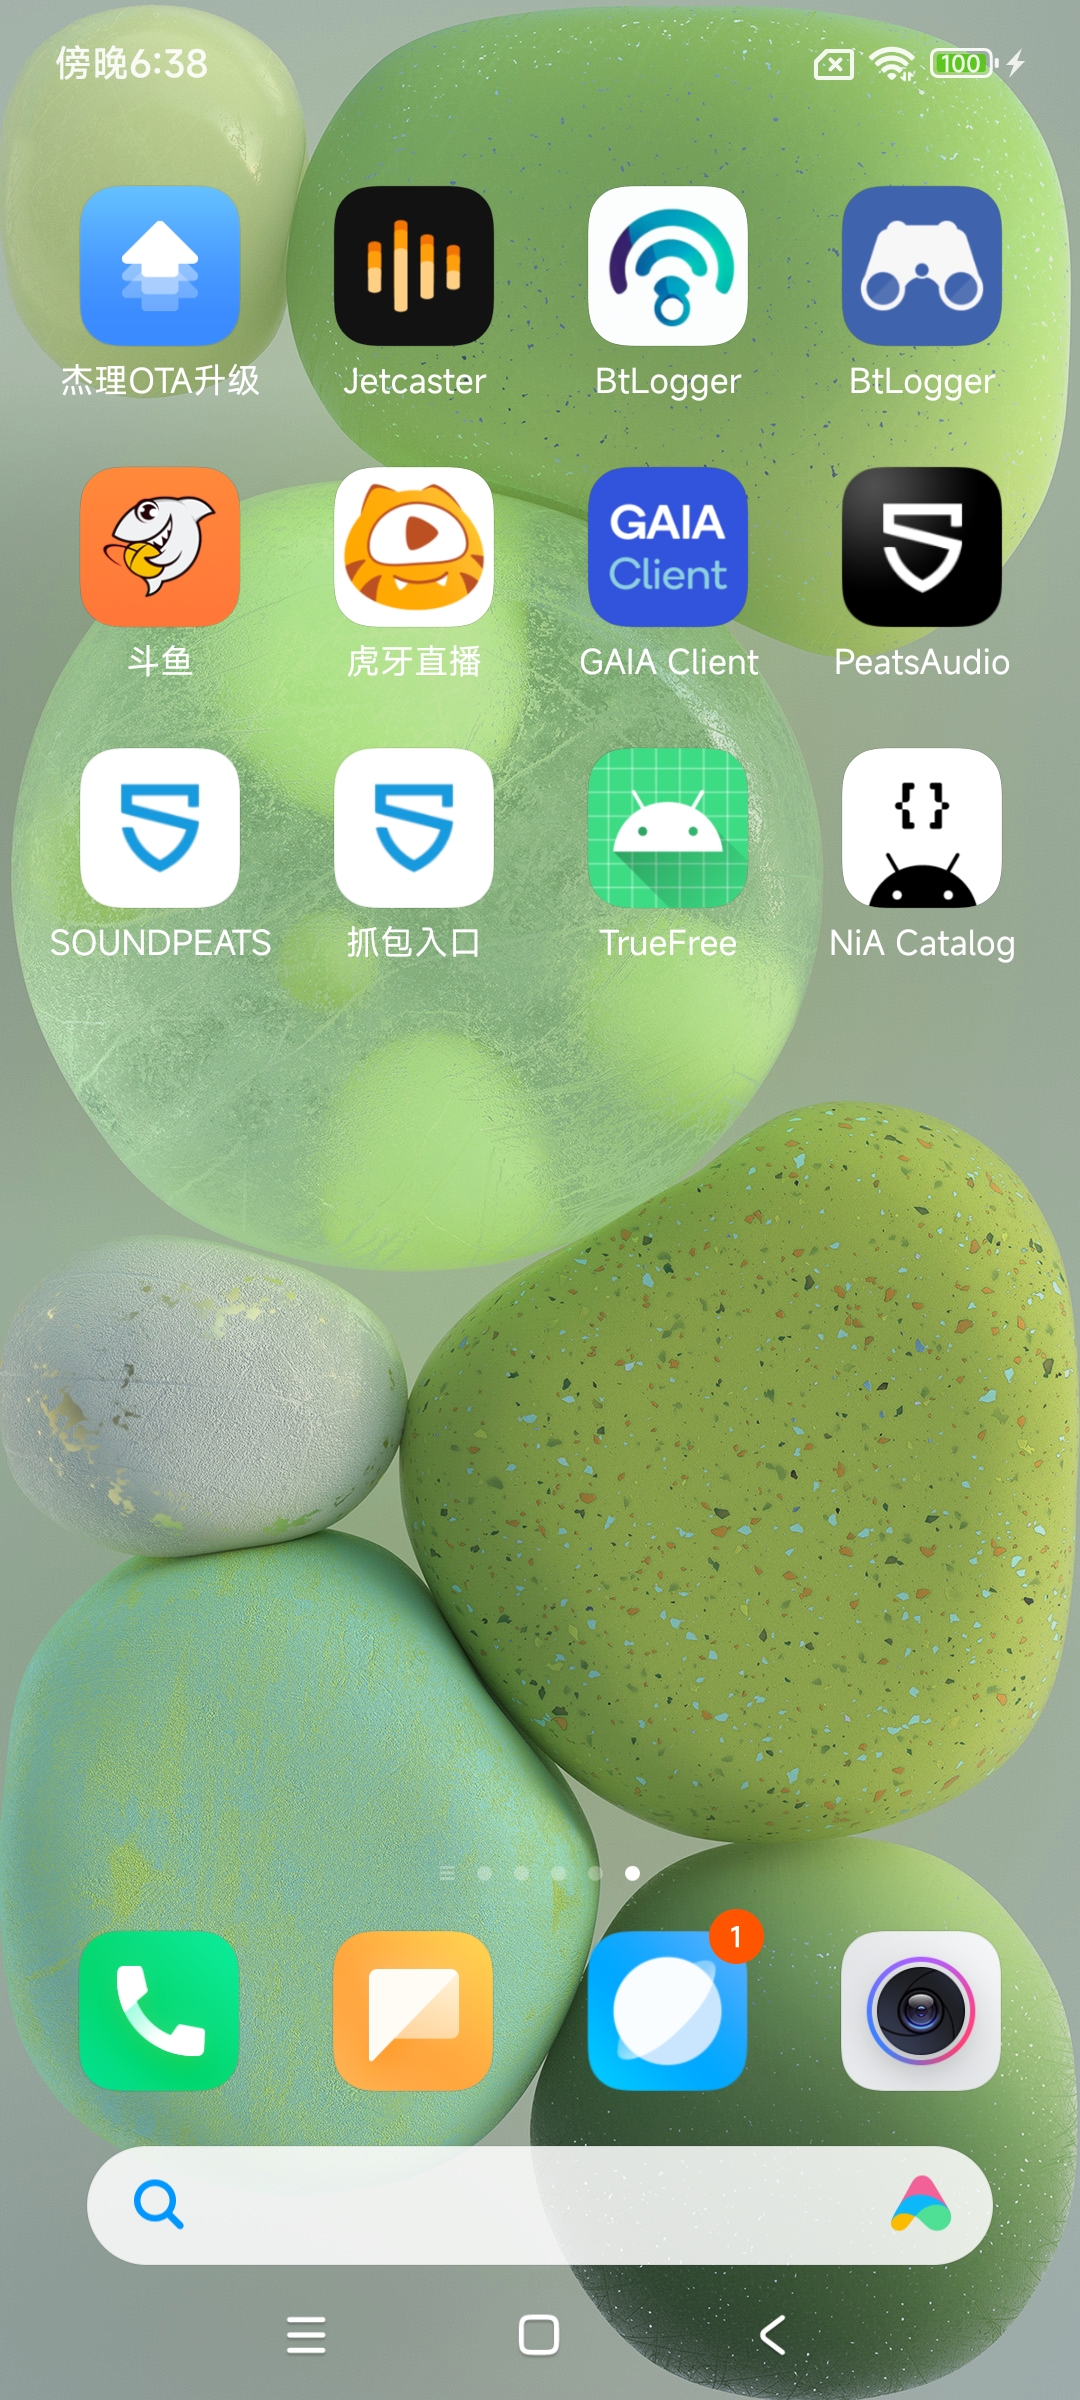 傍晚6:38
100
杰理OTA升级
Jetcaster
BtLogger
BtLogger
GAIA
Client
斗鱼
虎牙直播
GAIA Client
PeatsAudio
{}
SOUNDPEATS
抓包入口
TrueFree
NiA Catalog
1